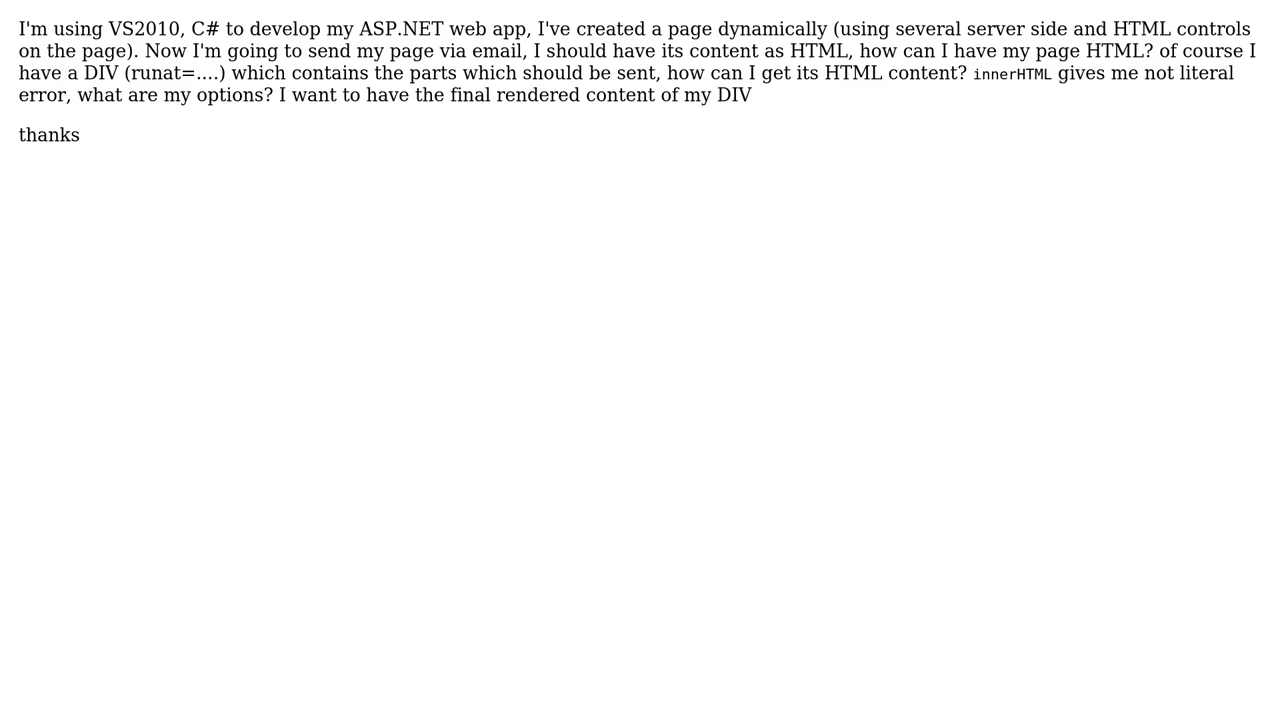 I'm using VS2010, C# to develop my ASP.NET web app, I've created a page dynamically (using several server side and HTML controls
on the page). Now I'm going to send my page via email, I should have its content as HTML, how can I have my page HTML? of course I
have a DIV (runat=....) which contains the parts which should be sent, how can I get its HTML content? innerHTML gives me not literal
error, what are my options? I want to have the final rendered content of my DIV
thanks